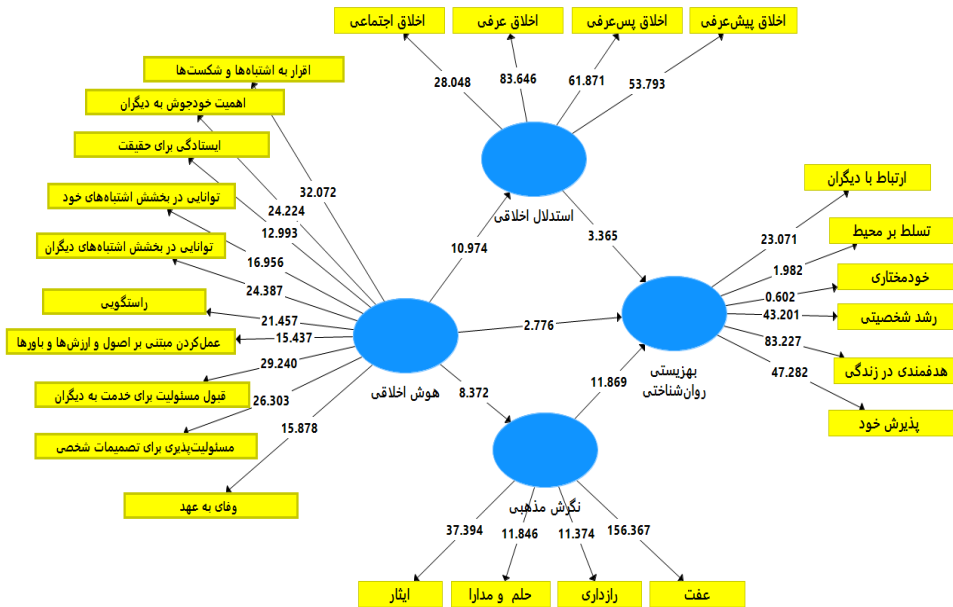 اخلاق پیش‌عرفی
اخلاق پس‌عرفی
اخلاق عرفی
اخلاق اجتماعی
53.793
61.871
83.646
28.048
استدلال اخلاقی
اقرار به اشتباه‌ها و شکست‌ها
اهمیت خودجوش به دیگران
ایستادگی برای حقیقت
توانایی در بخشش اشتباه‌های خود
توانایی در بخشش اشتباه‌های دیگران
راستگویی
عمل‌کردن مبتنی بر اصول و ارزش‌ها و باورها
قبول مسئولیت برای خدمت به دیگران
مسئولیت‌پذیری برای تصمیمات شخصی
وفای به عهد
32.072
24.224
12.993
16.956
24.387
21.457
15.437
29.240
26.303
15.878
هوش اخلاقی
10.974
3.365
2.776
8.372
11.869
بهزیستی
روان‌شناختی
ارتباط با دیگران
تسلط بر محیط
خودمختاری
رشد شخصیتی
هدفمندی در زندگی
پذیرش خود
23.071
1.982
0.602
43.201
83.227
47.282
نگرش مذهبی
156.367
11.374
11.846
37.394
عفت
رازداری
حلم و مدارا
ایثار